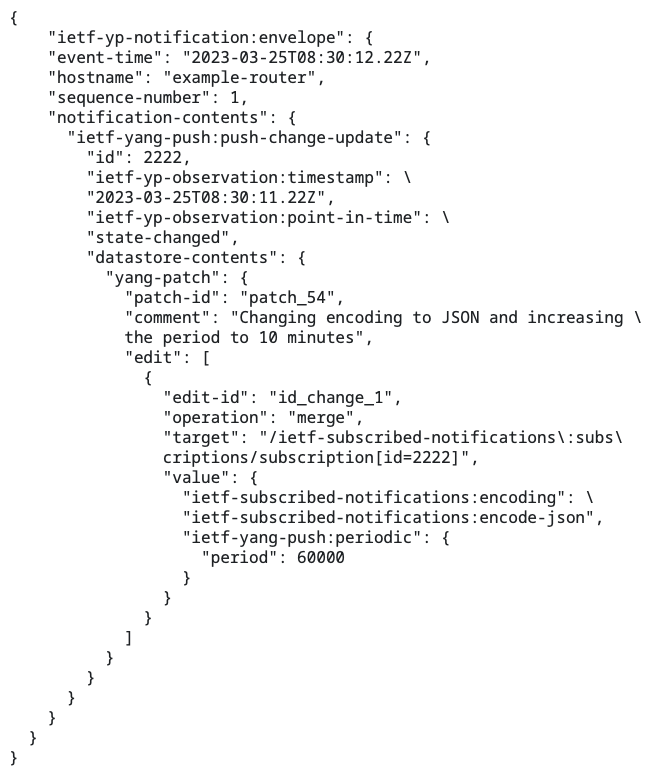 {
    "ietf-yp-notification:envelope": {
    "event-time": "2023-03-25T08:30:12.22Z",
    "hostname": "example-router",
    "sequence-number": 1,
    "notification-contents": {
      "ietf-yang-push:push-change-update": {
        "id": 2222,
        "ietf-yp-observation:timestamp": \
        "2023-03-25T08:30:11.22Z",
        "ietf-yp-observation:point-in-time": \
        "state-changed",
        "datastore-contents": {
          "yang-patch": {
            "patch-id": "patch_54",
            "comment": "Changing encoding to JSON and increasing \
            the period to 10 minutes",
            "edit": [
              {
                "edit-id": "id_change_1",
                "operation": "merge",
                "target": "/ietf-subscribed-notifications\:subs\
                criptions/subscription[id=2222]",
                "value": {
                  "ietf-subscribed-notifications:encoding": \
                  "ietf-subscribed-notifications:encode-json",
                  "ietf-yang-push:periodic": {
                    "period": 60000
                  }
                }
              }
            ]
          }
        }
      }
    }
  }
}